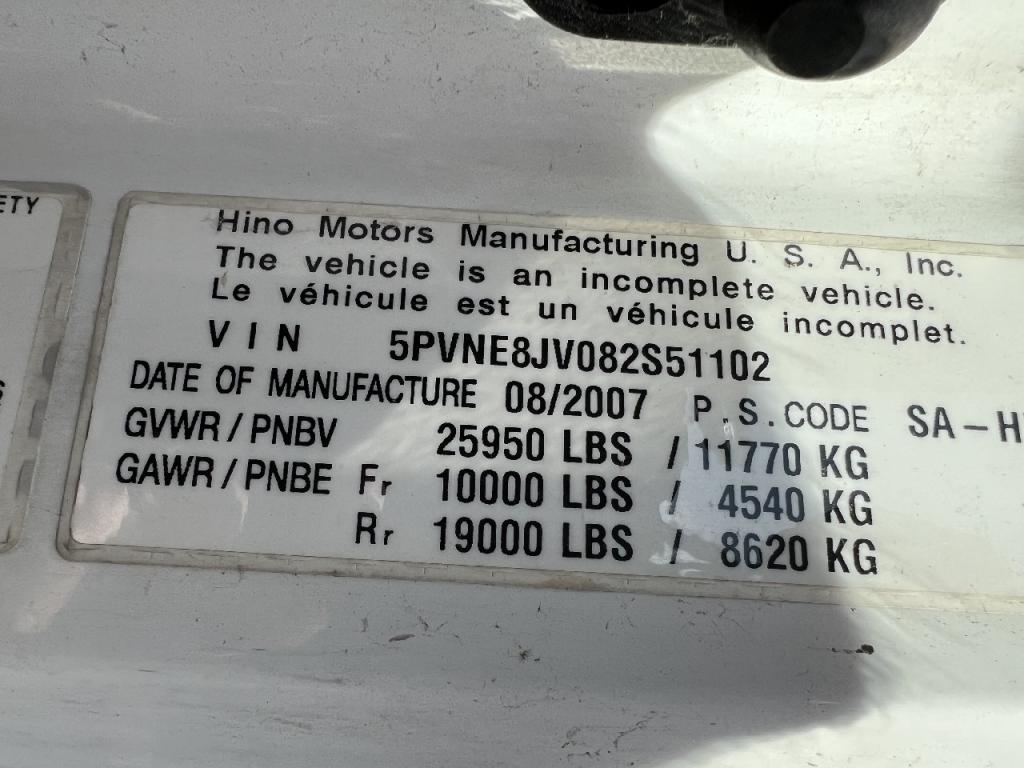 ETY
Hino Motors Manufacturing U. S. A., Inc.
The vehicle is an incomplete vehicle.
Le véhicule est un véhicule incomplet.
VIN 5PVNE8JV082S51102
DATE OF MANUFACTURE 08/2007 P.S.CODE SA-H
GVWR/PNBV 25950 LBS / 11770 KG
GAWR/PNBE Fr 10000 LBS / 4540 KG
Rr 19000 LBS / 8620 KG